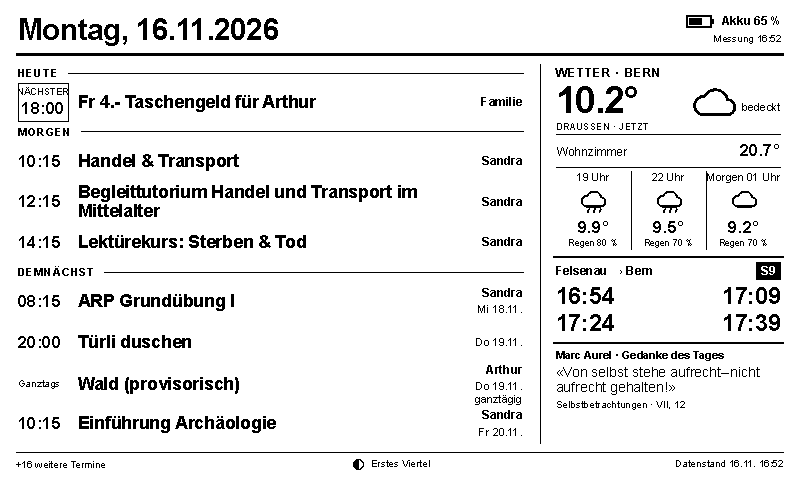 Montag, 16.11.2026
Akku 65 %
Messung 16:52
HEUTE
NÄCHSTER
18:00 Fr 4.- Taschengeld für Arthur Familie
MORGEN
10:15 Handel & Transport Sandra
12:15 Begleittutorium Handel und Transport im
Mittelalter Sandra
14:15 Lektürekurs: Sterben & Tod Sandra
DEMNÄCHST
08:15 ARP Grundübung I Sandra
Mi 18.11.
20:00 Türli duschen Do 19.11.
Ganztags Wald (provisorisch) Arthur
Do 19.11.
ganztägig
10:15 Einführung Archäologie Sandra
Fr 20.11.
WETTER · BERN
10.2° bedeckt
DRAUSSEN · JETZT
Wohnzimmer 20.7°
19 Uhr 22 Uhr Morgen 01 Uhr
9.9° 9.5° 9.2°
Regen 80 % Regen 70 % Regen 70 %
Felsenau › Bern S9
16:54 17:09
17:24 17:39
Marc Aurel · Gedanke des Tages
«Von selbst stehe aufrecht–nicht
aufrecht gehalten!»
Selbstbetrachtungen · VII, 12
+16 weitere Termine Erstes Viertel Datenstand 16.11. 16:52